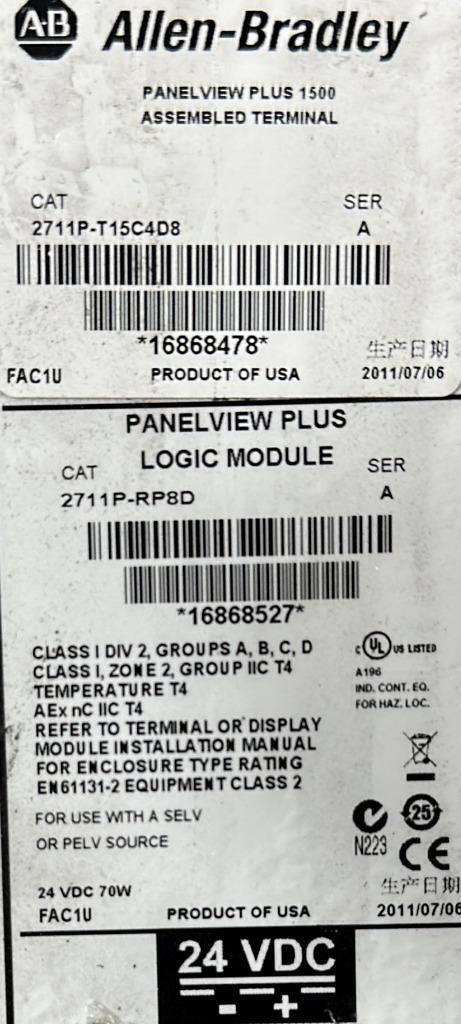 A-B Allen-Bradley
PANELVIEW PLUS 1500
ASSEMBLED TERMINAL
CAT SER
2711P-T15C4D8 A
*16868478*
生产日期
FAC1U PRODUCT OF USA 2011/07/06
PANELVIEW PLUS
LOGIC MODULE
CAT SER
2711P-RP8D A
*16868527*
CLASS I DIV 2, GROUPS A, B, C, D
CLASS I, ZONE 2, GROUP IIC T4
TEMPERATURE T4
AEx nC IIC T4
REFER TO TERMINAL OR DISPLAY
MODULE INSTALLATION MANUAL
FOR ENCLOSURE TYPE RATING
EN61131-2 EQUIPMENT CLASS 2
C UL US LISTED
A196
IND. CONT. EQ.
FOR HAZ. LOC.
FOR USE WITH A SELV
OR PELV SOURCE
25
N223 CE
24 VDC 70W
生产日期
FAC1U PRODUCT OF USA 2011/07/06
24 VDC
- +